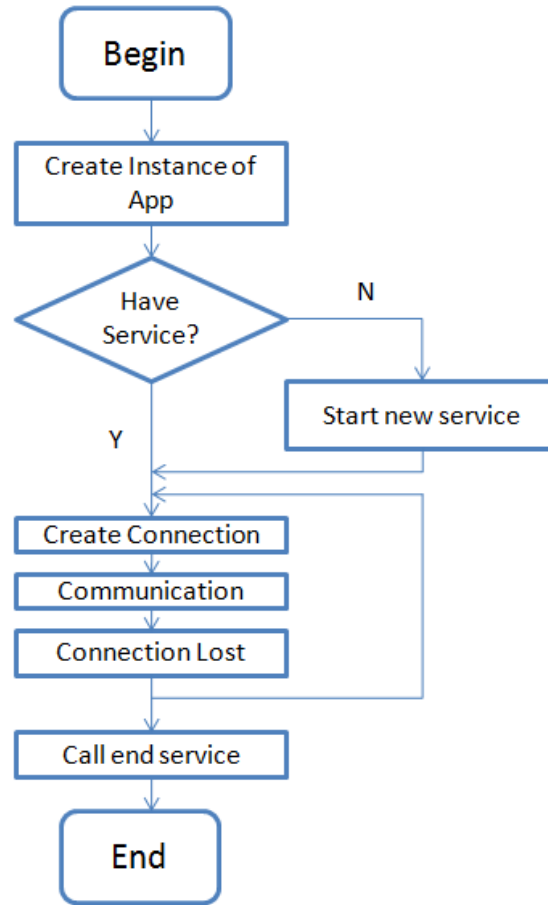 Begin
Create Instance of
App
Have
Service?
N
Start new service
Y
Create Connection
Communication
Connection Lost
Call end service
End